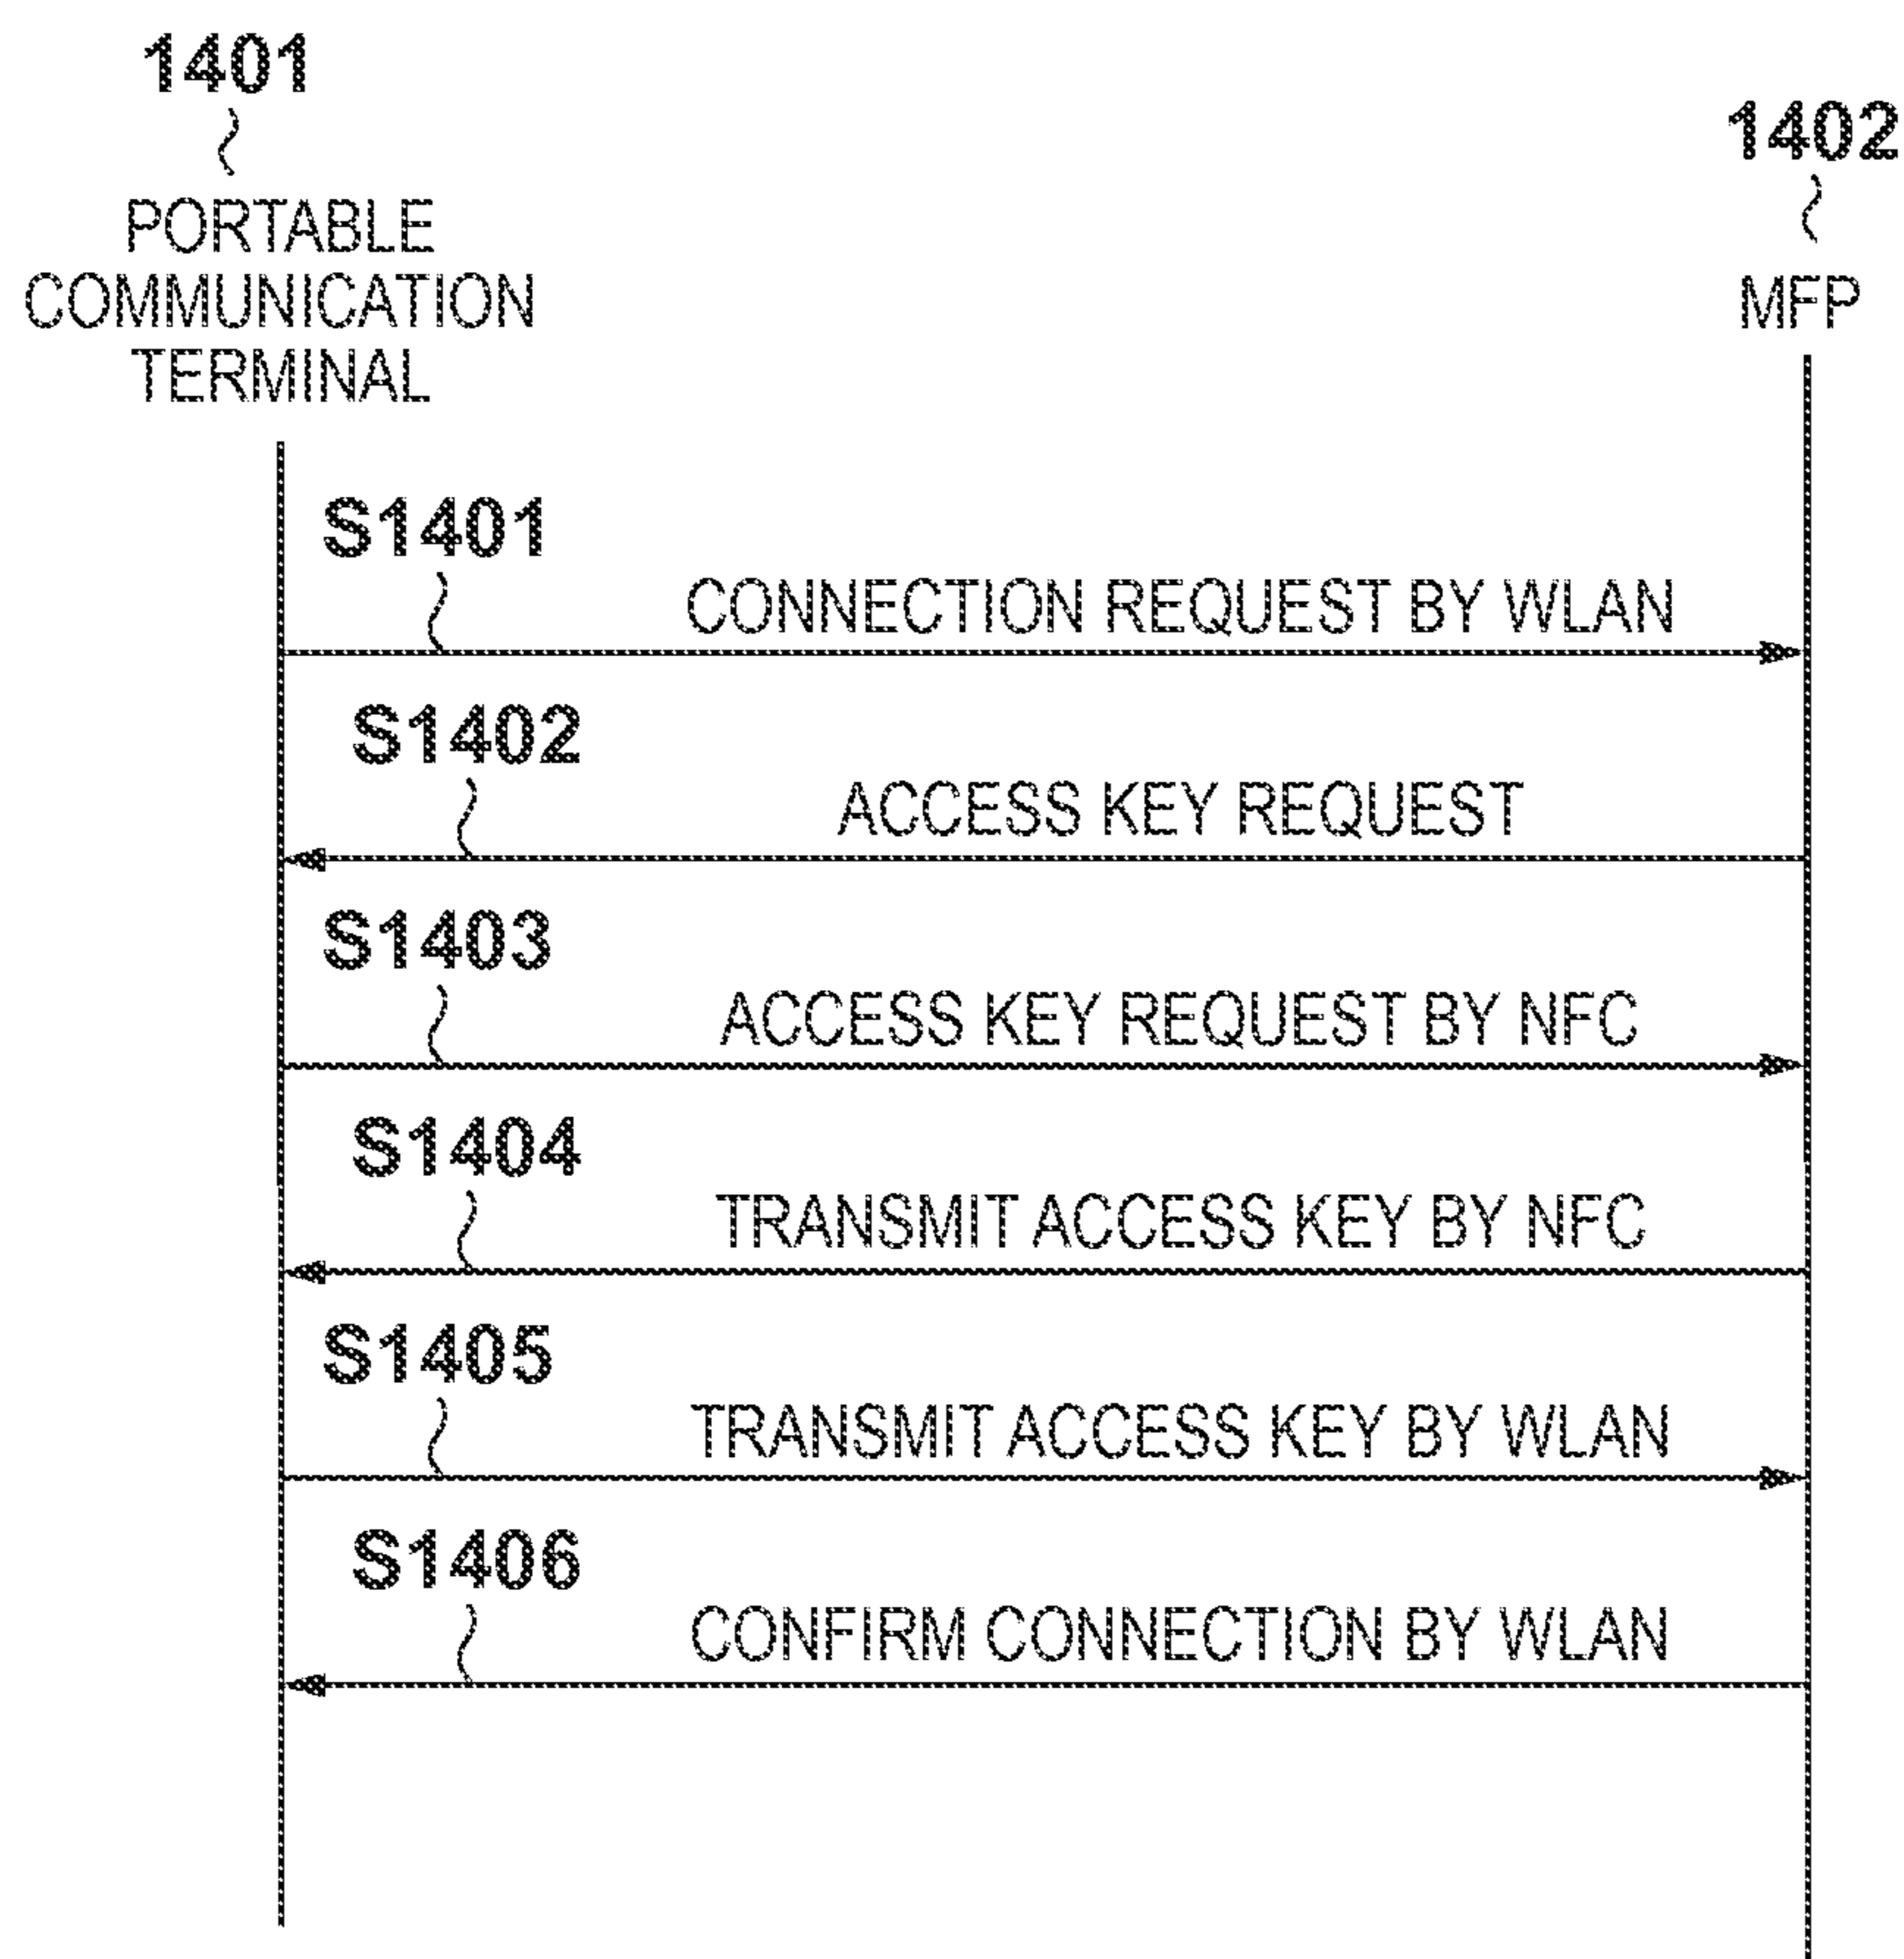 1401
PORTABLE
COMMUNICATION
TERMINAL
1402
MFP
S1401
CONNECTION REQUEST BY WLAN
S1402
ACCESS KEY REQUEST
S1403
ACCESS KEY REQUEST BY NFC
S1404
TRANSMIT ACCESS KEY BY NFC
S1405
TRANSMIT ACCESS KEY BY WLAN
S1406
CONFIRM CONNECTION BY WLAN